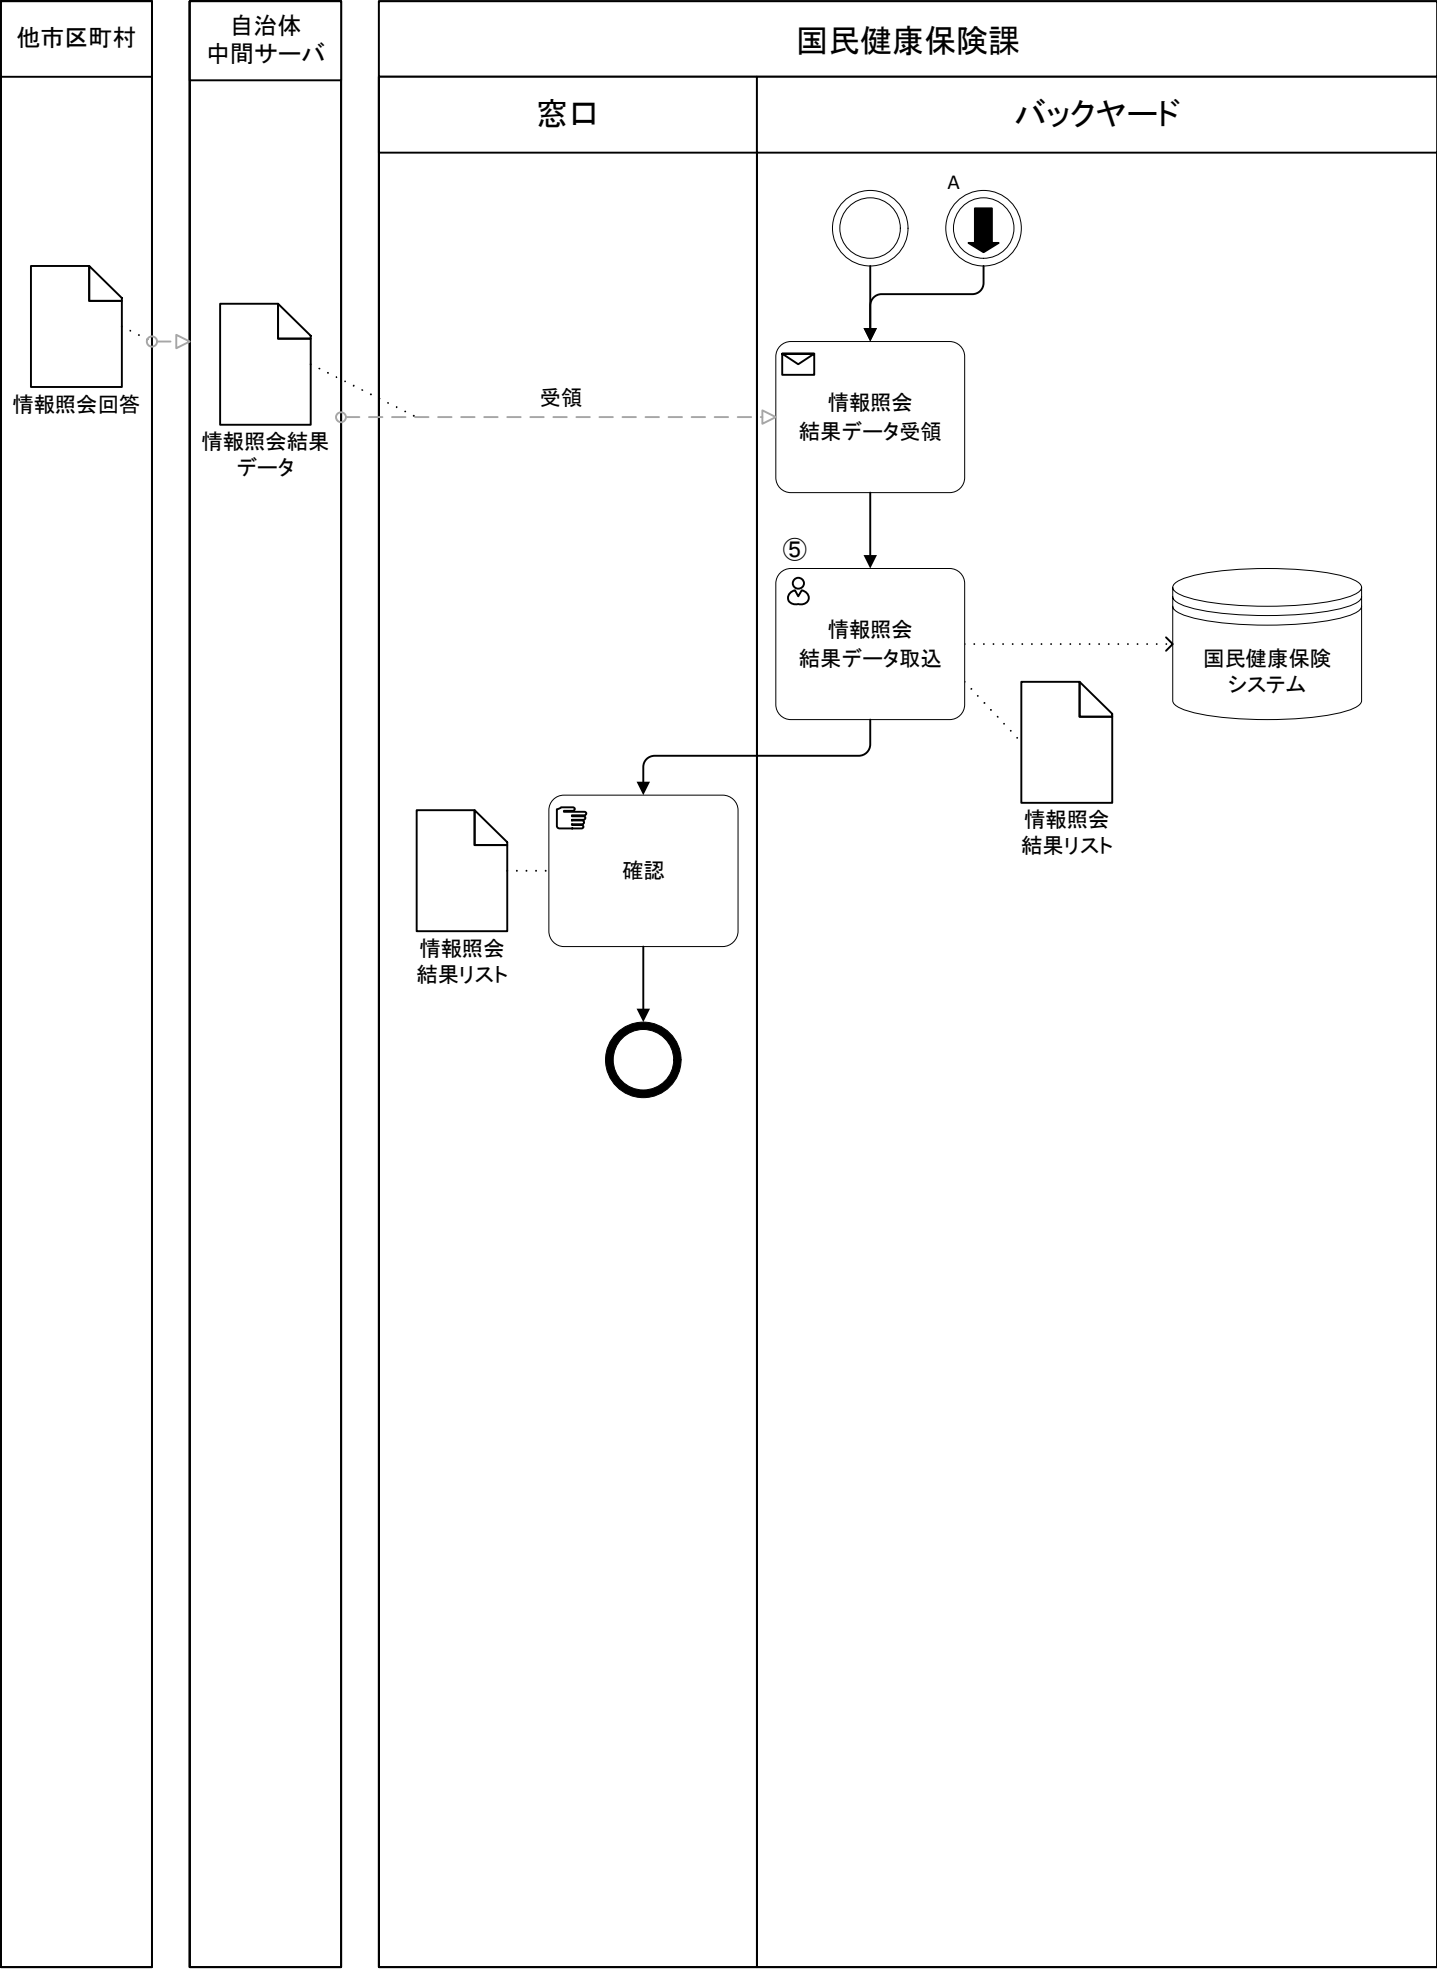 他市区町村
自治体
中間サーバ
国民健康保険課
窓口
バックヤード
A
情報照会回答
情報照会結果
データ
受領
情報照会
結果データ受領
⑤
情報照会
結果データ取込
国民健康保険
システム
情報照会
結果リスト
確認
情報照会
結果リスト